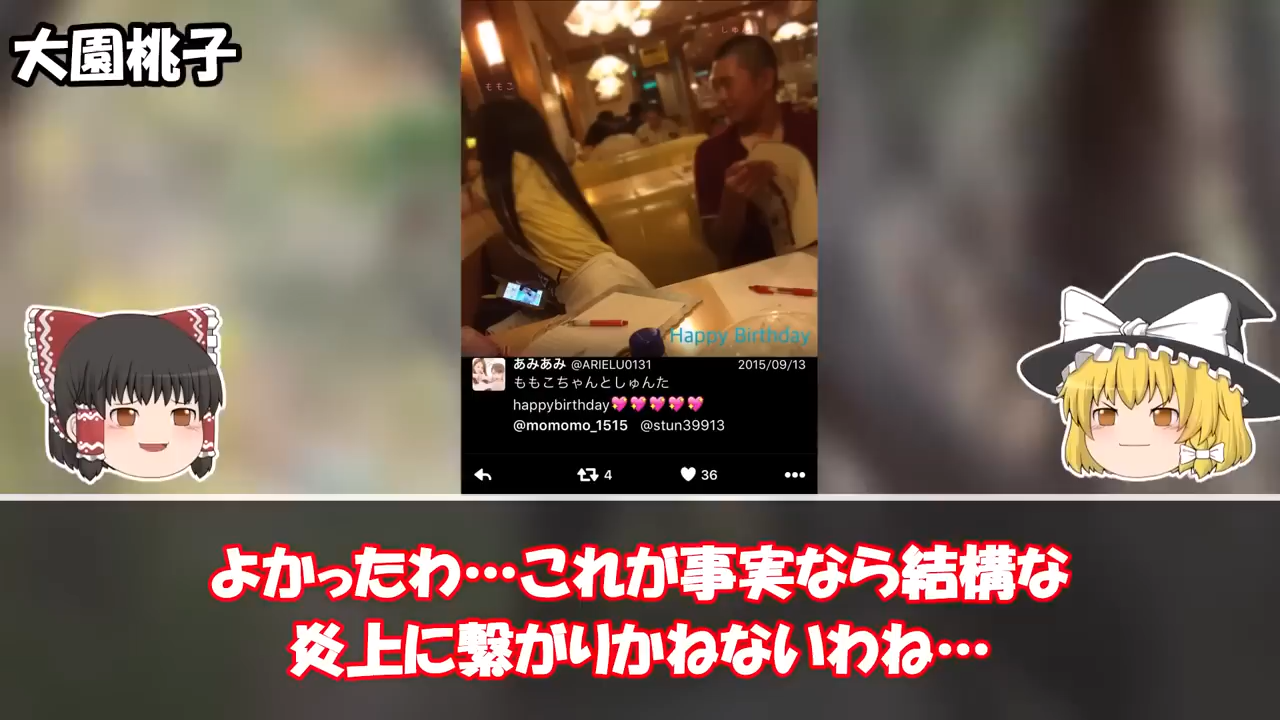 大園桃子
しゅん
ももこ
Happy Birthday
あみあみ @ARIELU0131 2015/09/13
ももこちゃんとしゅんた
happybirthday💖💖💖💖💖
@momomo_1515 @stun39913
4 36
よかったわ…これが事実なら結構な
炎上に繋がりかねないわね…